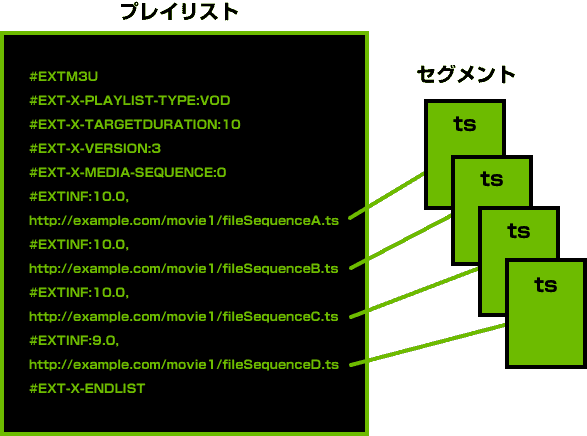 プレイリスト
#EXTM3U
#EXT-X-PLAYLIST-TYPE:VOD
#EXT-X-TARGETDURATION:10
#EXT-X-VERSION:3
#EXT-X-MEDIA-SEQUENCE:0
#EXTINF:10.0,
http://example.com/movie1/fileSequenceA.ts
#EXTINF:10.0,
http://example.com/movie1/fileSequenceB.ts
#EXTINF:10.0,
http://example.com/movie1/fileSequenceC.ts
#EXTINF:9.0,
http://example.com/movie1/fileSequenceD.ts
#EXT-X-ENDLIST
セグメント
ts
ts
ts
ts